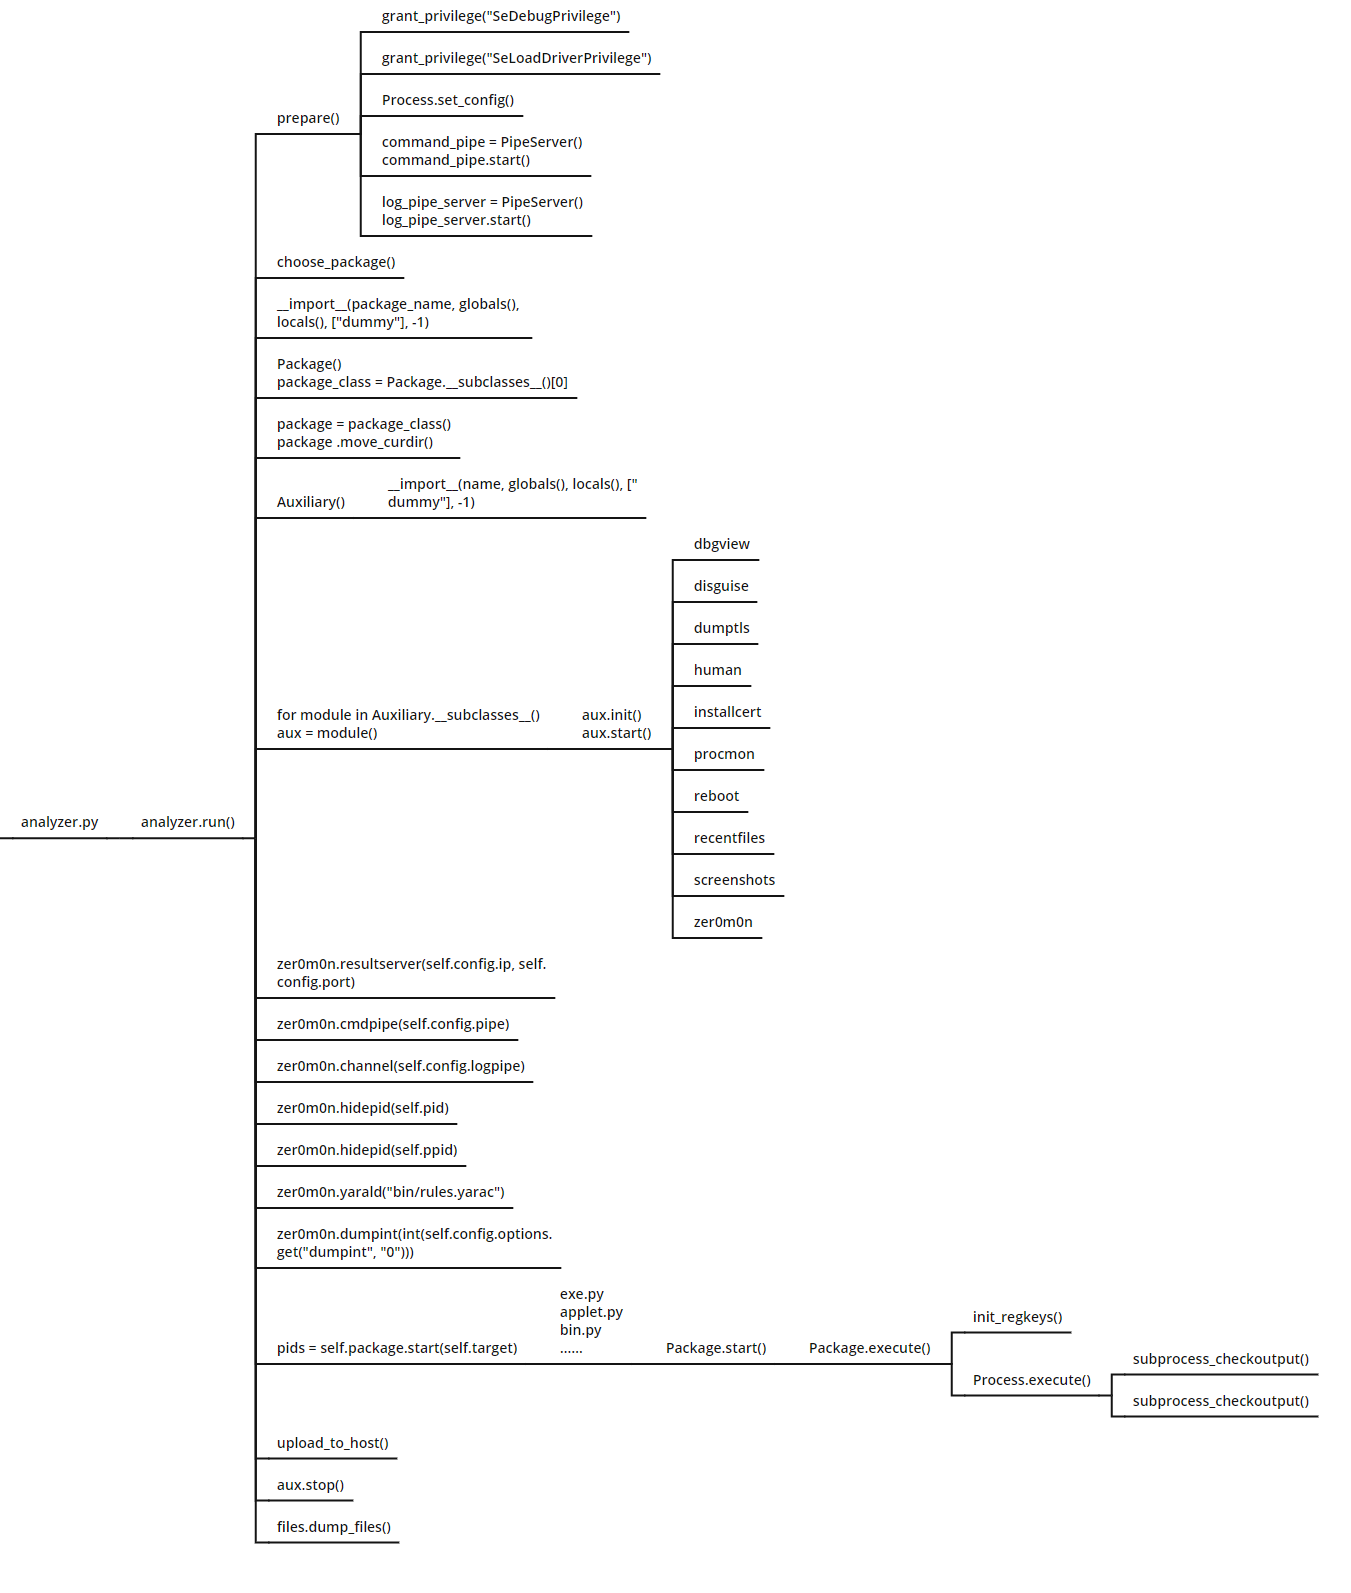 grant_privilege("SeDebugPrivilege")
grant_privilege("SeLoadDriverPrivilege")
Process.set_config()
prepare()
command_pipe = PipeServer()
command_pipe.start()
log_pipe_server = PipeServer()
log_pipe_server.start()
choose_package()
__import__(package_name, globals(),
locals(), ["dummy"], -1)
Package()
package_class = Package.__subclasses__()[0]
package = package_class()
package .move_curdir()
Auxiliary()
__import__(name, globals(), locals(), ["
dummy"], -1)
for module in Auxiliary.__subclasses__()
aux = module()
aux.init()
aux.start()
dbgview
disguise
dumptls
human
installcert
procmon
reboot
recentfiles
screenshots
zer0m0n
analyzer.py
analyzer.run()
zer0m0n.resultserver(self.config.ip, self.
config.port)
zer0m0n.cmdpipe(self.config.pipe)
zer0m0n.channel(self.config.logpipe)
zer0m0n.hidepid(self.pid)
zer0m0n.hidepid(self.ppid)
zer0m0n.yarald("bin/rules.yarac")
zer0m0n.dumpint(int(self.config.options.
get("dumpint", "0")))
pids = self.package.start(self.target)
exe.py
applet.py
bin.py
......
Package.start()
Package.execute()
init_regkeys()
Process.execute()
subprocess_checkoutput()
subprocess_checkoutput()
upload_to_host()
aux.stop()
files.dump_files()